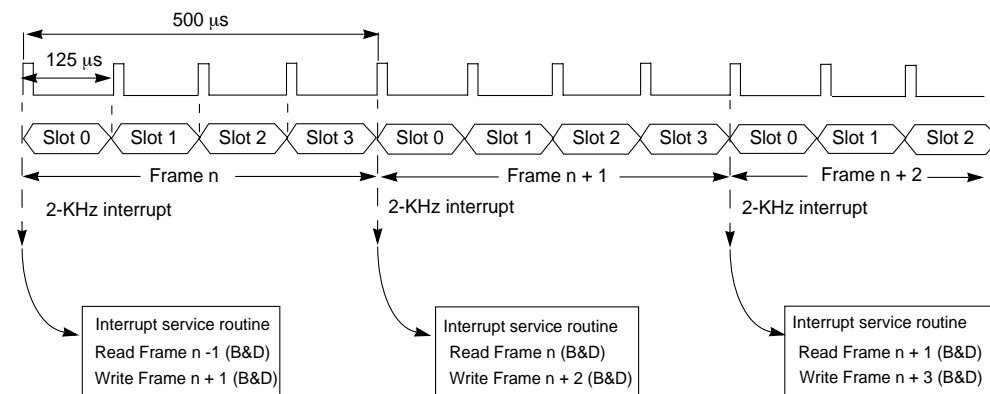 500 µs
125 µs
Slot 0 Slot 1 Slot 2 Slot 3 Slot 0 Slot 1 Slot 2 Slot 3 Slot 0 Slot 1 Slot 2
Frame n Frame n + 1 Frame n + 2
2-KHz interrupt 2-KHz interrupt 2-KHz interrupt
Interrupt service routine
Read Frame n -1 (B&D)
Write Frame n + 1 (B&D)
Interrupt service routine
Read Frame n (B&D)
Write Frame n + 2 (B&D)
Interrupt service routine
Read Frame n + 1 (B&D)
Write Frame n + 3 (B&D)